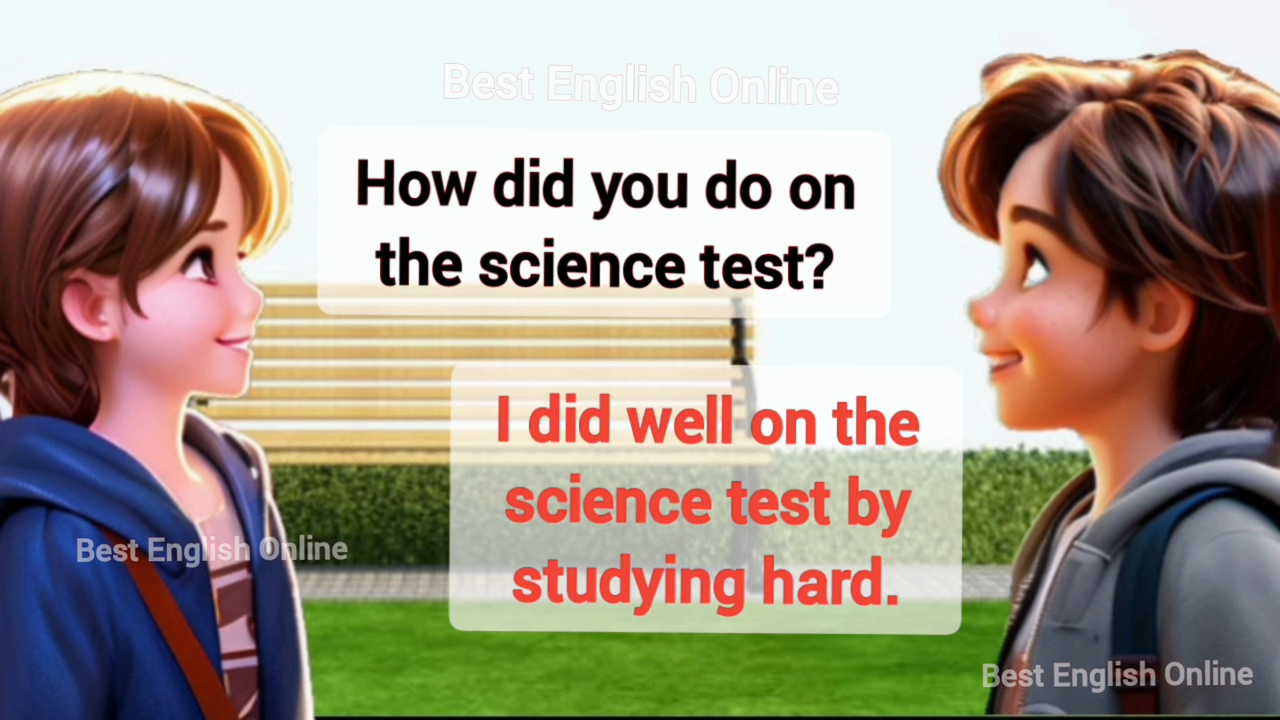 Best English Online
How did you do on
the science test?
I did well on the
science test by
studying hard.
Best English Online
Best English Online